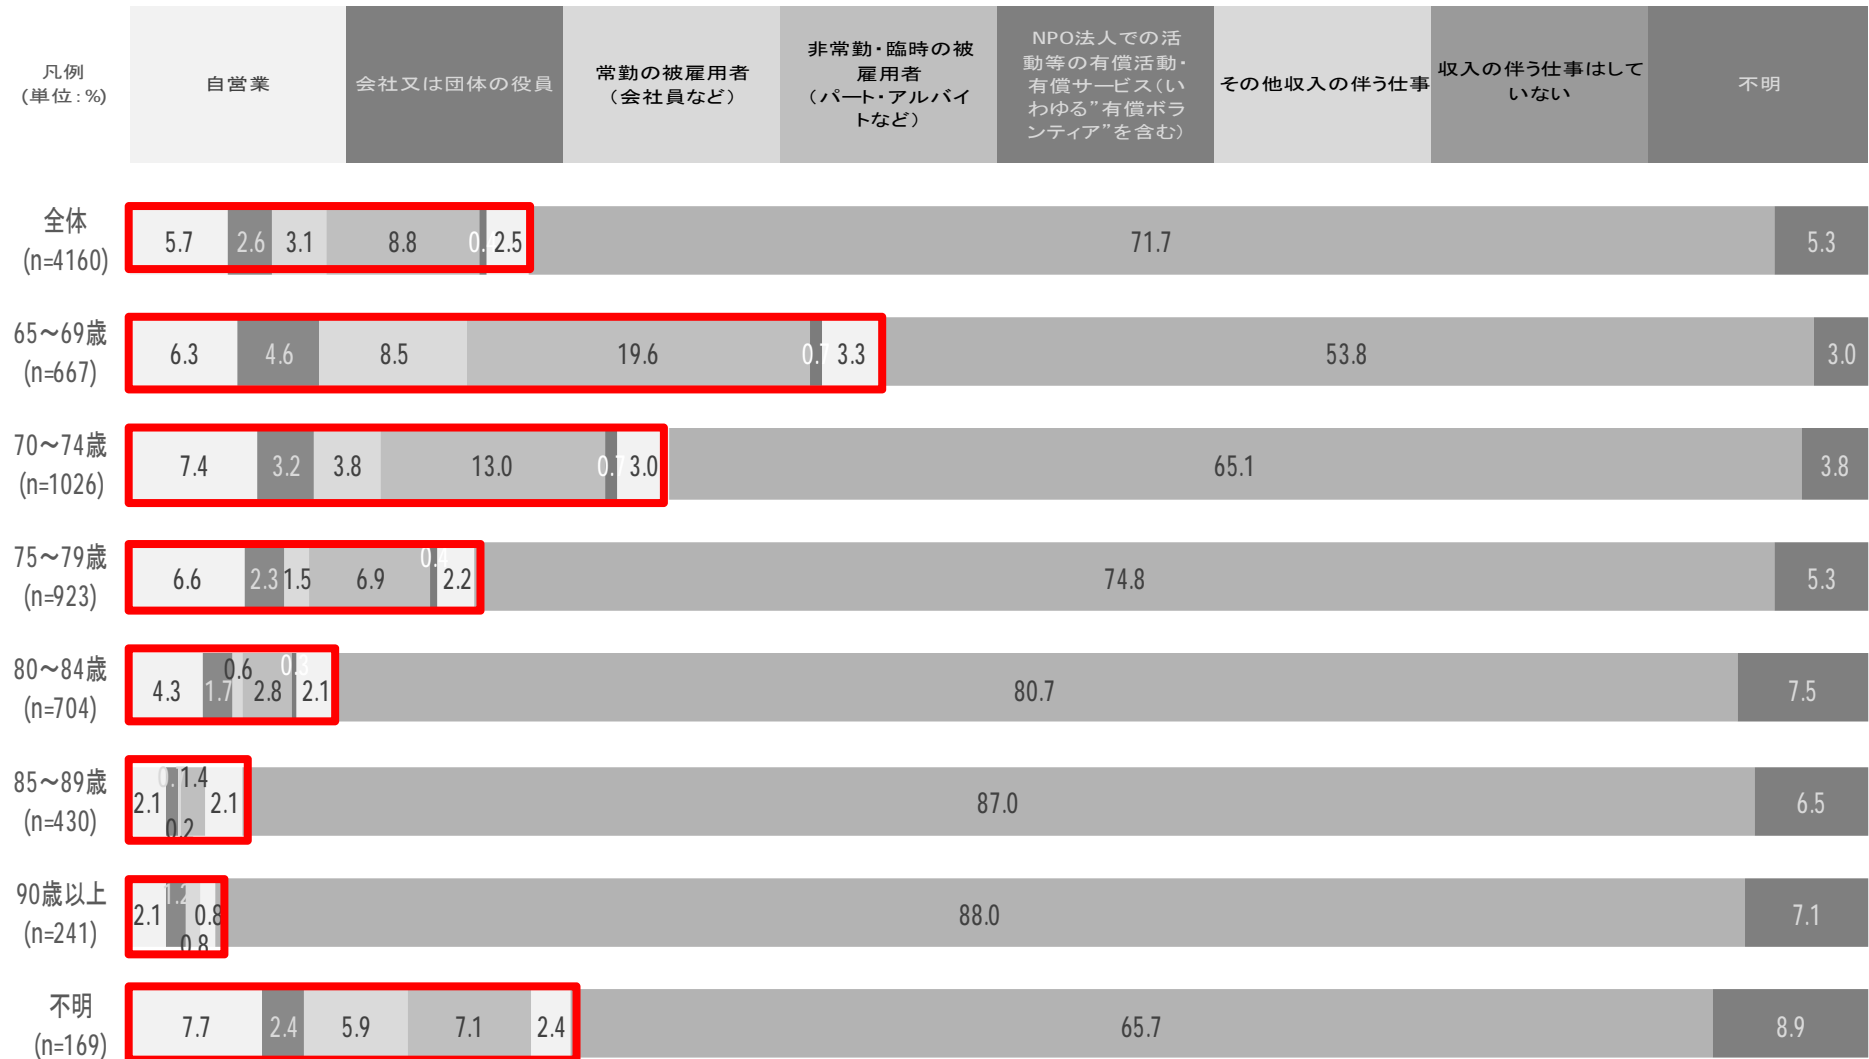 凡例
(単位:%)
自営業
会社又は団体の役員
常勤の被雇用者
(会社員など)
非常勤・臨時の被
雇用者
(パート・アルバイ
トなど)
NPO法人での活
動等の有償活動・
有償サービス(い
わゆる”有償ボラ
ンティア”を含む)
その他収入の伴う仕事
収入の伴う仕事はして
いない
不明
全体
(n=4160)
5.7 2.6 3.1 8.8 2.5 71.7 5.3
65～69歳
(n=667)
6.3 4.6 8.5 19.6 0.7 3.3 53.8 3.0
70～74歳
(n=1026)
7.4 3.2 3.8 13.0 0.7 3.0 65.1 3.8
75～79歳
(n=923)
6.6 2.3 1.5 6.9 0.4 2.2 74.8 5.3
80～84歳
(n=704)
4.3 1.7 0.6 2.8 0.3 2.1 80.7 7.5
85～89歳
(n=430)
2.1 0.2 1.4 2.1 87.0 6.5
90歳以上
(n=241)
2.1 1.2 0.8 0.8 88.0 7.1
不明
(n=169)
7.7 2.4 5.9 7.1 2.4 65.7 8.9